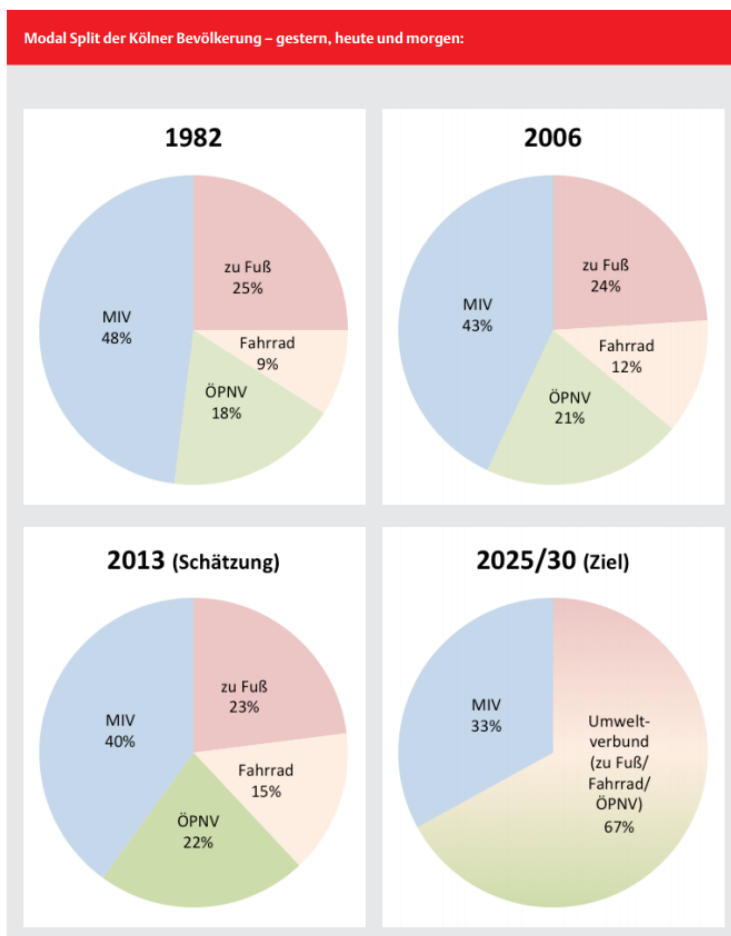 Modal Split der Kölner Bevölkerung – gestern, heute und morgen:
1982
zu Fuß
25%
Fahrrad
9%
ÖPNV
18%
MIV
48%
2006
zu Fuß
24%
Fahrrad
12%
ÖPNV
21%
MIV
43%
2013 (Schätzung)
zu Fuß
23%
Fahrrad
15%
ÖPNV
22%
MIV
40%
2025/30 (Ziel)
MIV
33%
Umwelt-
verbund
(zu Fuß/
Fahrrad/
ÖPNV)
67%